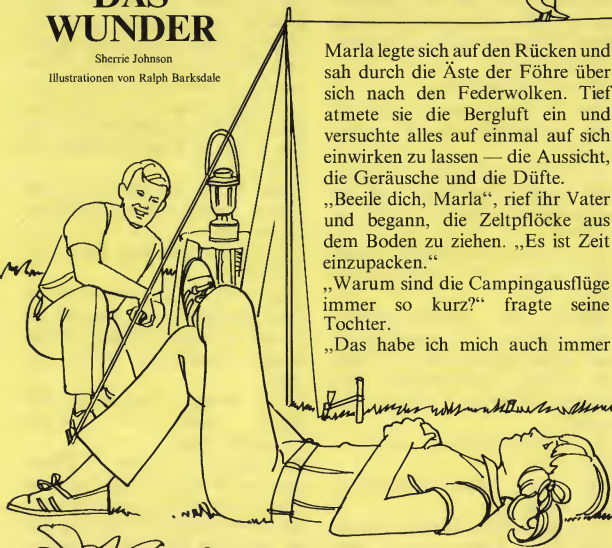 DAS
WUNDER
Sherrie Johnson
Illustrationen von Ralph Barksdale
Marla legte sich auf den Rücken und
sah durch die Äste der Föhre über
sich nach den Federwolken. Tief
atmete sie die Bergluft ein und
versuchte alles auf einmal auf sich
einwirken zu lassen — die Aussicht,
die Geräusche und die Düfte.
„Beeile dich, Marla“, rief ihr Vater
und begann, die Zeltpflöcke aus
dem Boden zu ziehen. „Es ist Zeit
einzupacken.“
„Warum sind die Campingausflüge
immer so kurz?“ fragte seine
Tochter.
„Das habe ich mich auch immer